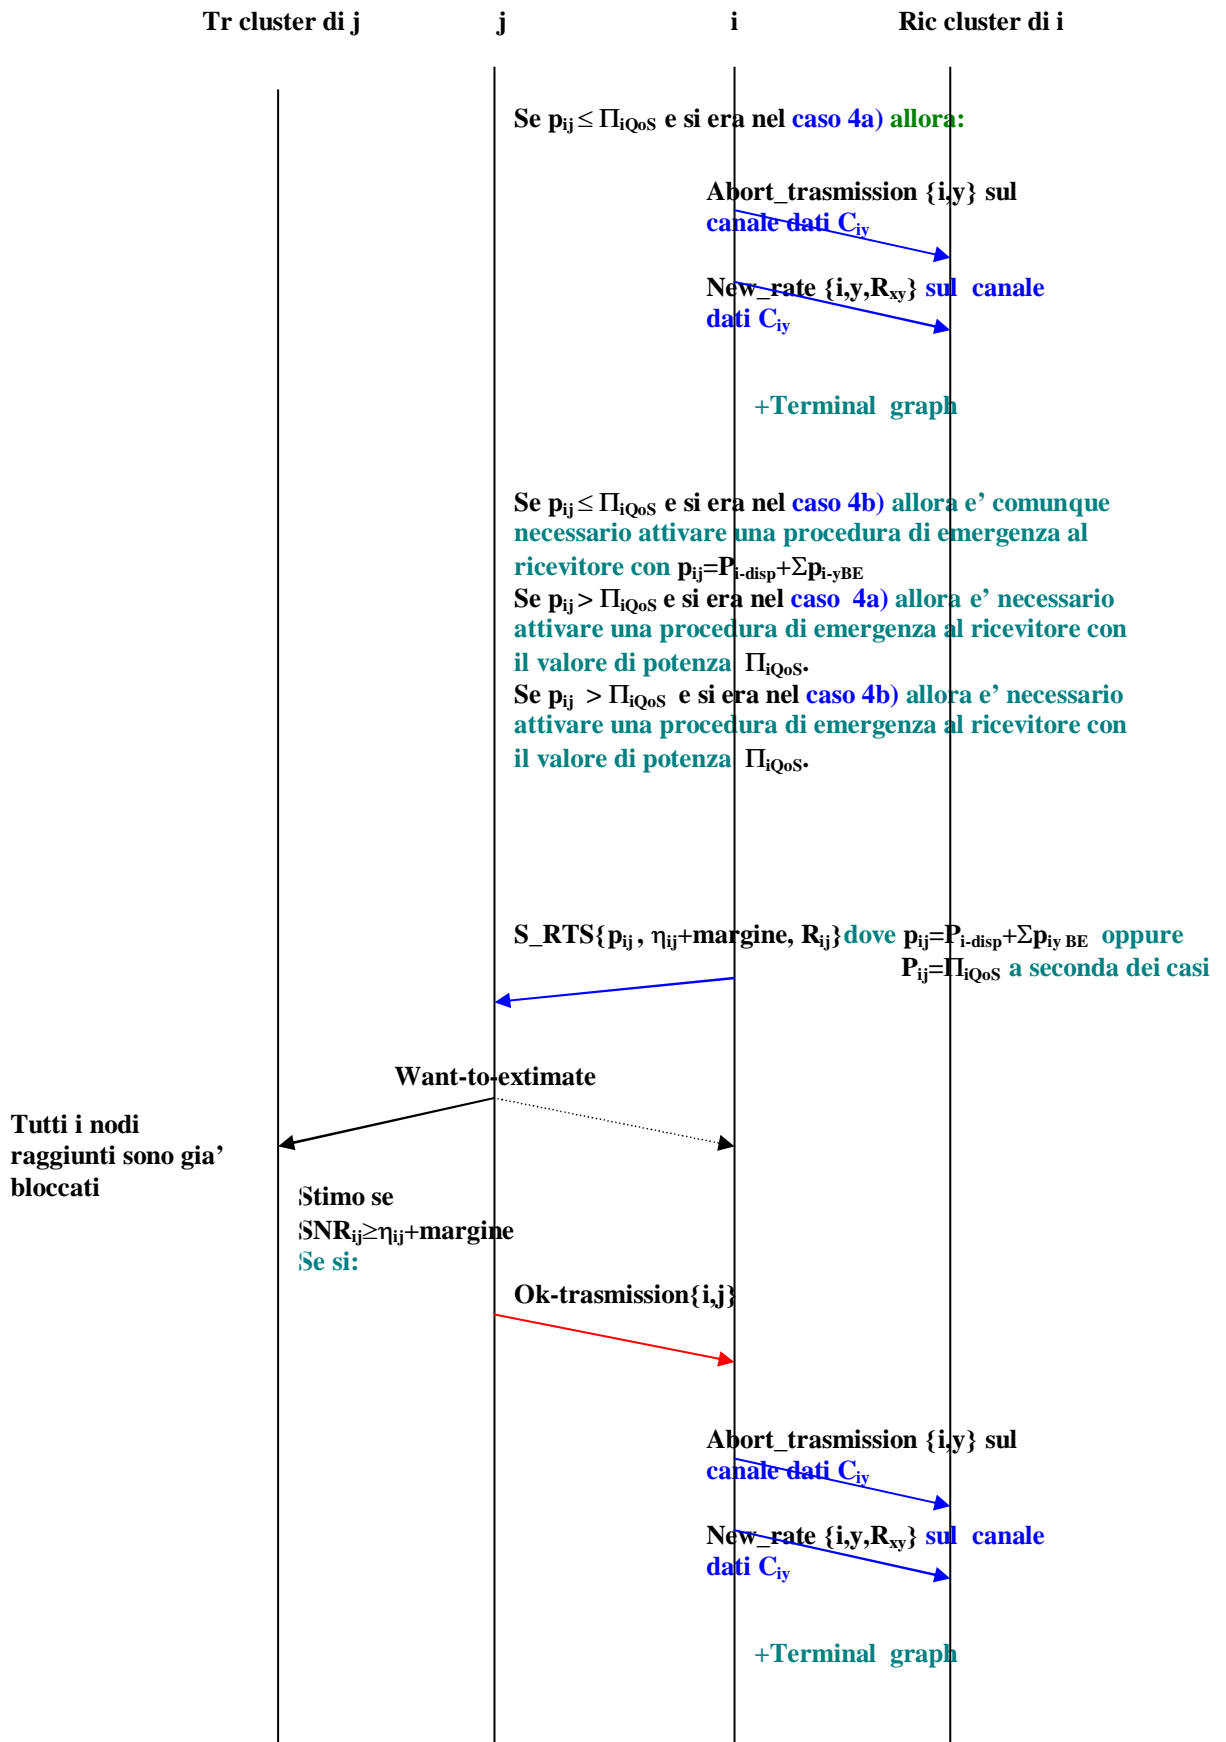 Tr cluster di j j i Ric cluster di i
Se pij ≤ ΠiQoS e si era nel caso 4a) allora:
Abort_trasmission {i,y} sul
canale dati Ciy
New_rate {i,y,Rxy} sul canale
dati Ciy
+Terminal graph
Se pij ≤ ΠiQoS e si era nel caso 4b) allora e’ comunque
necessario attivare una procedura di emergenza al
ricevitore con pij=Pi-disp+Σpi-yBE
Se pij > ΠiQoS e si era nel caso 4a) allora e’ necessario
attivare una procedura di emergenza al ricevitore con
il valore di potenza ΠiQoS.
Se pij > ΠiQoS e si era nel caso 4b) allora e’ necessario
attivare una procedura di emergenza al ricevitore con
il valore di potenza ΠiQoS.
S_RTS{pij , ηij+margine, Rij}dove pij=Pi-disp+Σpiy BE oppure
Pij=ΠiQoS a seconda dei casi
Want-to-extimate
Tutti i nodi
raggiunti sono gia’
bloccati
Stimo se
SNRij≥ηij+margine
Se si:
Ok-trasmission{i,j}
Abort_trasmission {i,y} sul
canale dati Ciy
New_rate {i,y,Rxy} sul canale
dati Ciy
+Terminal graph